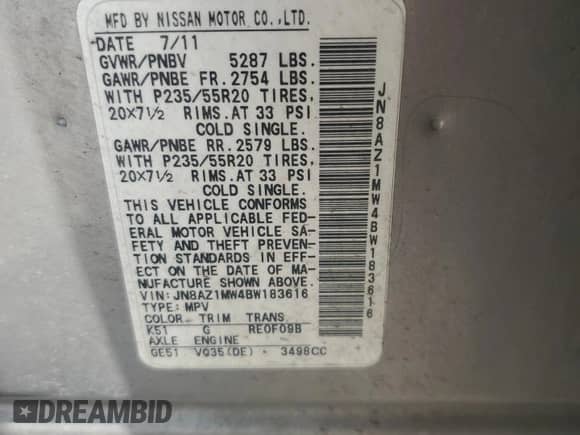 MFD BY NISSAN MOTOR CO.,LTD.
DATE 7/11
GVWR/PNBV 5287 LBS.
GAWR/PNBE FR. 2754 LBS.
WITH P235/55R20 TIRES,
20X7½ RIMS. AT 33 PSI
COLD SINGLE.
GAWR/PNBE RR. 2579 LBS.
WITH P235/55R20 TIRES,
20X7½ RIMS. AT 33 PSI
COLD SINGLE.
THIS VEHICLE CONFORMS
TO ALL APPLICABLE FED-
ERAL MOTOR VEHICLE SA-
FETY AND THEFT PREVEN-
TION STANDARDS IN EFF-
ECT ON THE DATE OF MA-
NUFACTURE SHOWN ABOVE.
VIN: JN8AZ1MW4BW183616
TYPE: MPV
COLOR TRIM TRANS
K51 G RE0F09B
AXLE ENGINE
GE51 VQ35(DE) · 3498CC
JN8AZ1MW4BW183616
DREAMBID